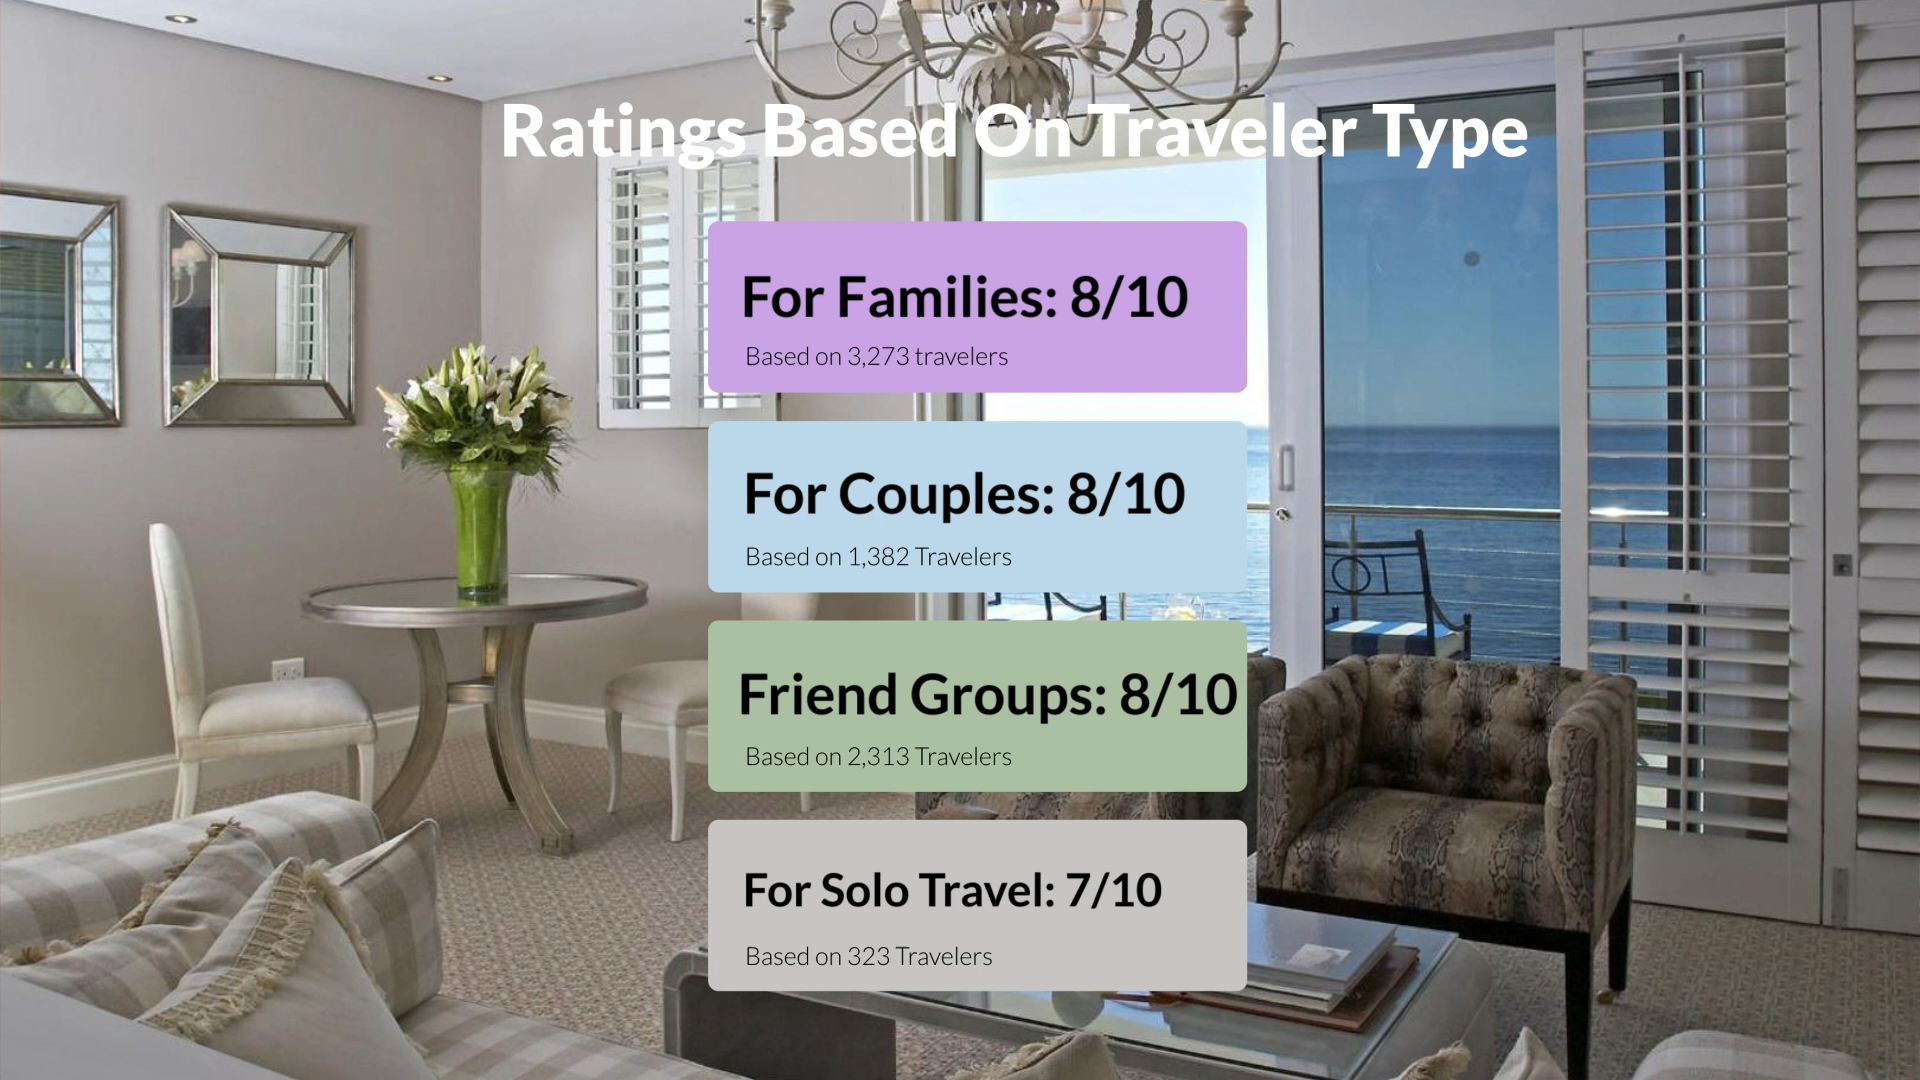 Ratings Based On Traveler Type
For Families: 8/10
Based on 3,273 travelers
For Couples: 8/10
Based on 1,382 Travelers
Friend Groups: 8/10
Based on 2,313 Travelers
For Solo Travel: 7/10
Based on 323 Travelers